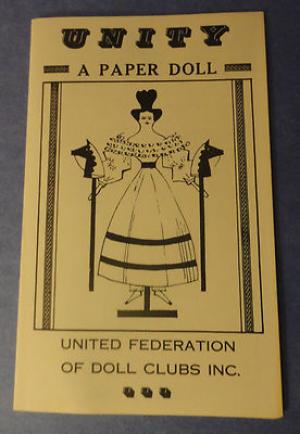 UNITY
A PAPER DOLL
UNITED FEDERATION
OF DOLL CLUBS INC.